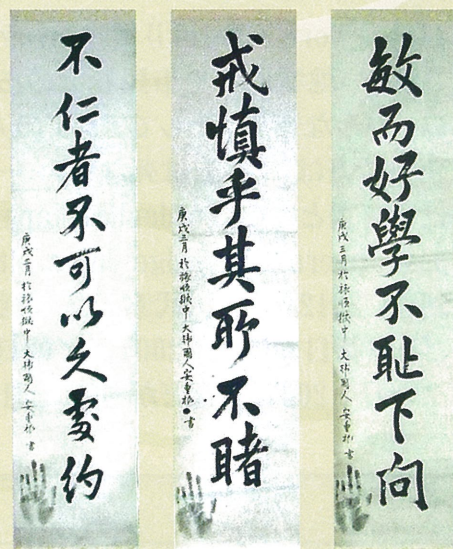 敏而好學不耻下問
庚戌三月 於旅順獄中 大韓國人 安重根 書
戒慎乎其所不睹
庚戌三月 於旅順獄中 大韓國人 安重根 書
不仁者不可以久處約
庚戌三月 於旅順獄中 大韓國人 安重根 書